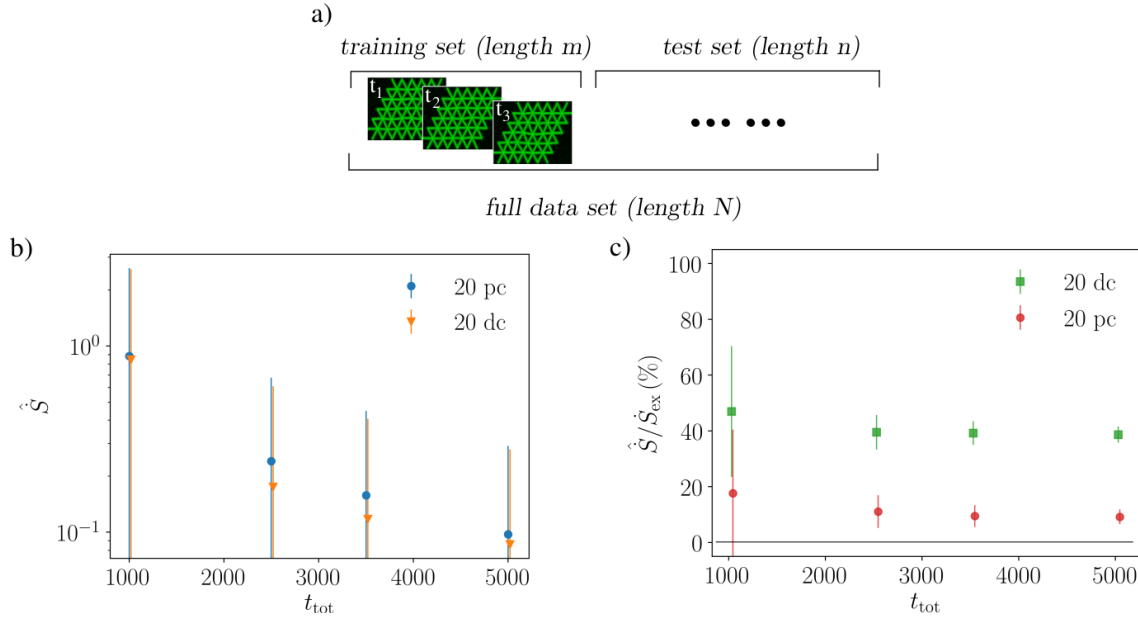 a)
training set (length m) test set (length n)
t₁
t₂
t₃
full data set (length N)
b)
10⁰
10⁻¹
Ŝ̇
20 pc
20 dc
1000 2000 3000 4000 5000
t_tot
c)
100
80
60
40
20
0
Ŝ̇/Ṡ_ex (%)
20 dc
20 pc
1000 2000 3000 4000 5000
t_tot